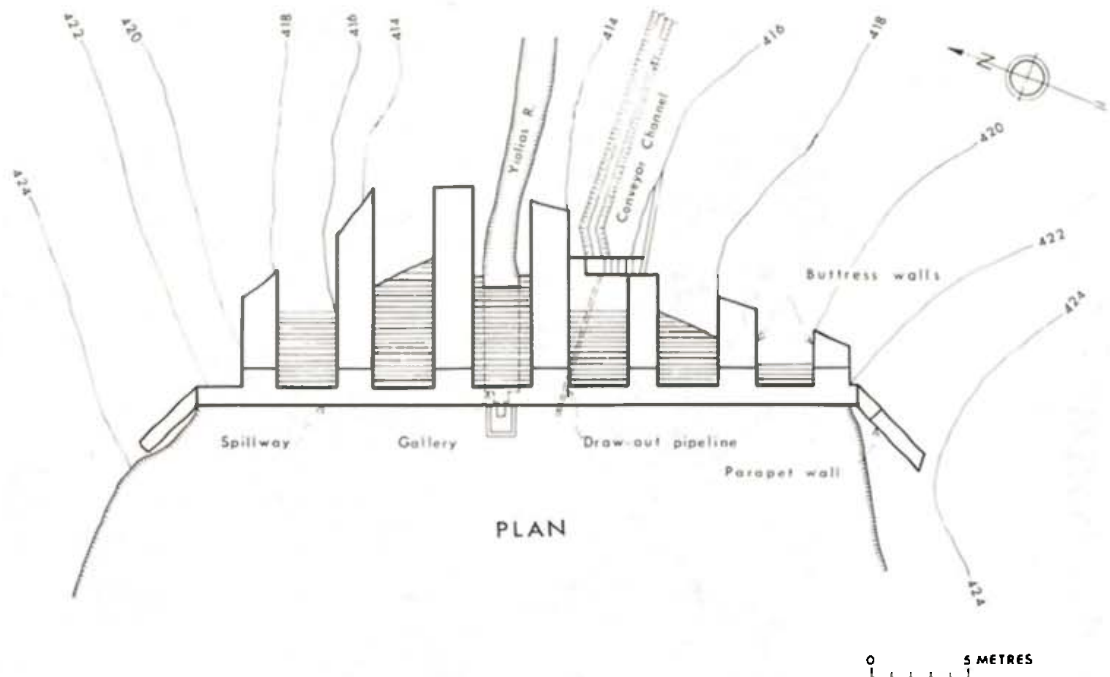 422
420
418
416
414
414
416
418
N
Yialias R.
Conveyor Channel
420
424
422
Buttress walls
424
Spillway
Gallery
Draw-out pipeline
Parapet wall
PLAN
424
0 5 METRES